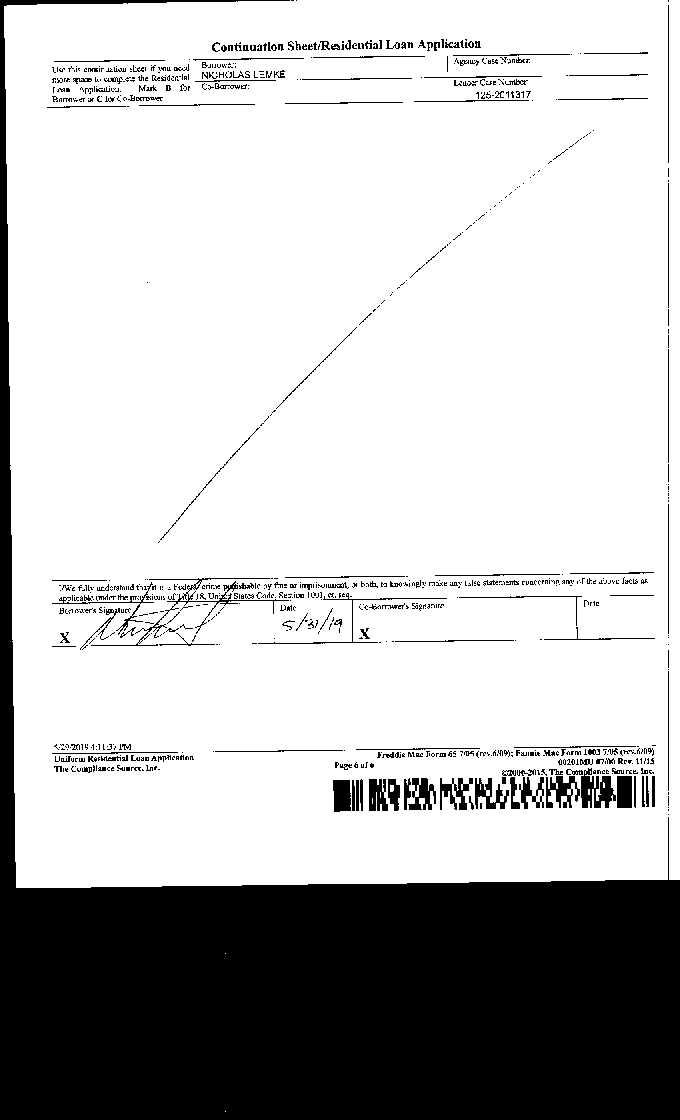 Continuation Sheet/Residential Loan Application
Use this continuation sheet if you need
more space to complete the Residential
Loan Application. Mark B for
Borrower or C for Co-Borrower
Borrower:
NICHOLAS LEMKE
Co-Borrower:
Agency Case Number:
Lender Case Number:
125-2011317
I/We fully understand that it is a Federal crime punishable by fine or imprisonment, or both, to knowingly make any false statements concerning any of the above facts as
applicable under the provisions of Title 18, United States Code, Section 1001, et. seq.
Borrower's Signature
X
Date
5/31/19
Co-Borrower's Signature
X
Date
5/29/2019 4:11:37 PM
Uniform Residential Loan Application
The Compliance Source, Inc.
Page 6 of 6
Freddie Mac Form 65 7/05 (rev.6/09); Fannie Mae Form 1003 7/05 (rev.6/09)
00201MU 07/00 Rev. 11/15
©2000-2015, The Compliance Source, Inc.